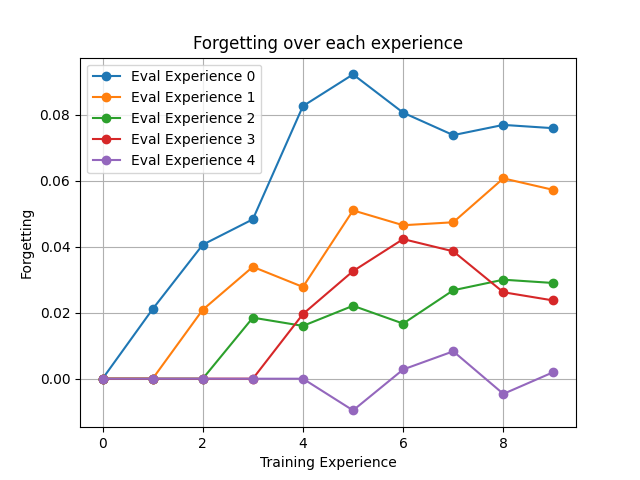 Forgetting over each experience
Eval Experience 0
Eval Experience 1
Eval Experience 2
Eval Experience 3
Eval Experience 4
Forgetting
0.08
0.06
0.04
0.02
0.00
0 2 4 6 8
Training Experience